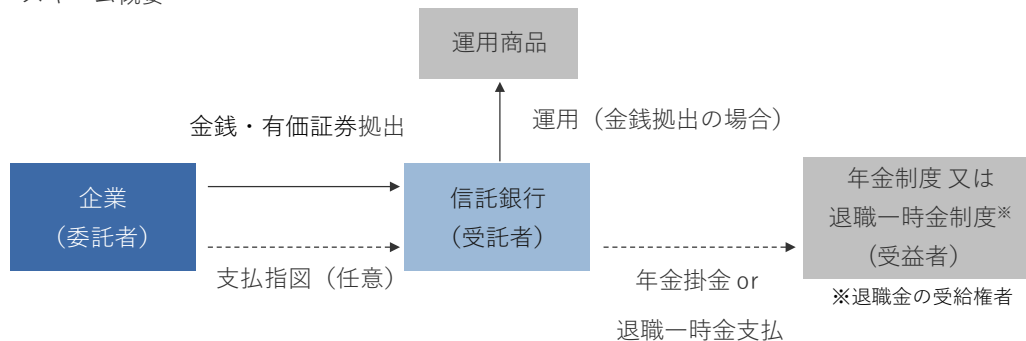 運用商品
金銭・有価証券拠出
運用（金銭拠出の場合）
企業
（委託者）
信託銀行
（受託者）
年金制度 又は
退職一時金制度※
（受益者）
支払指図（任意）
年金掛金 or
退職一時金支払
※退職金の受給権者